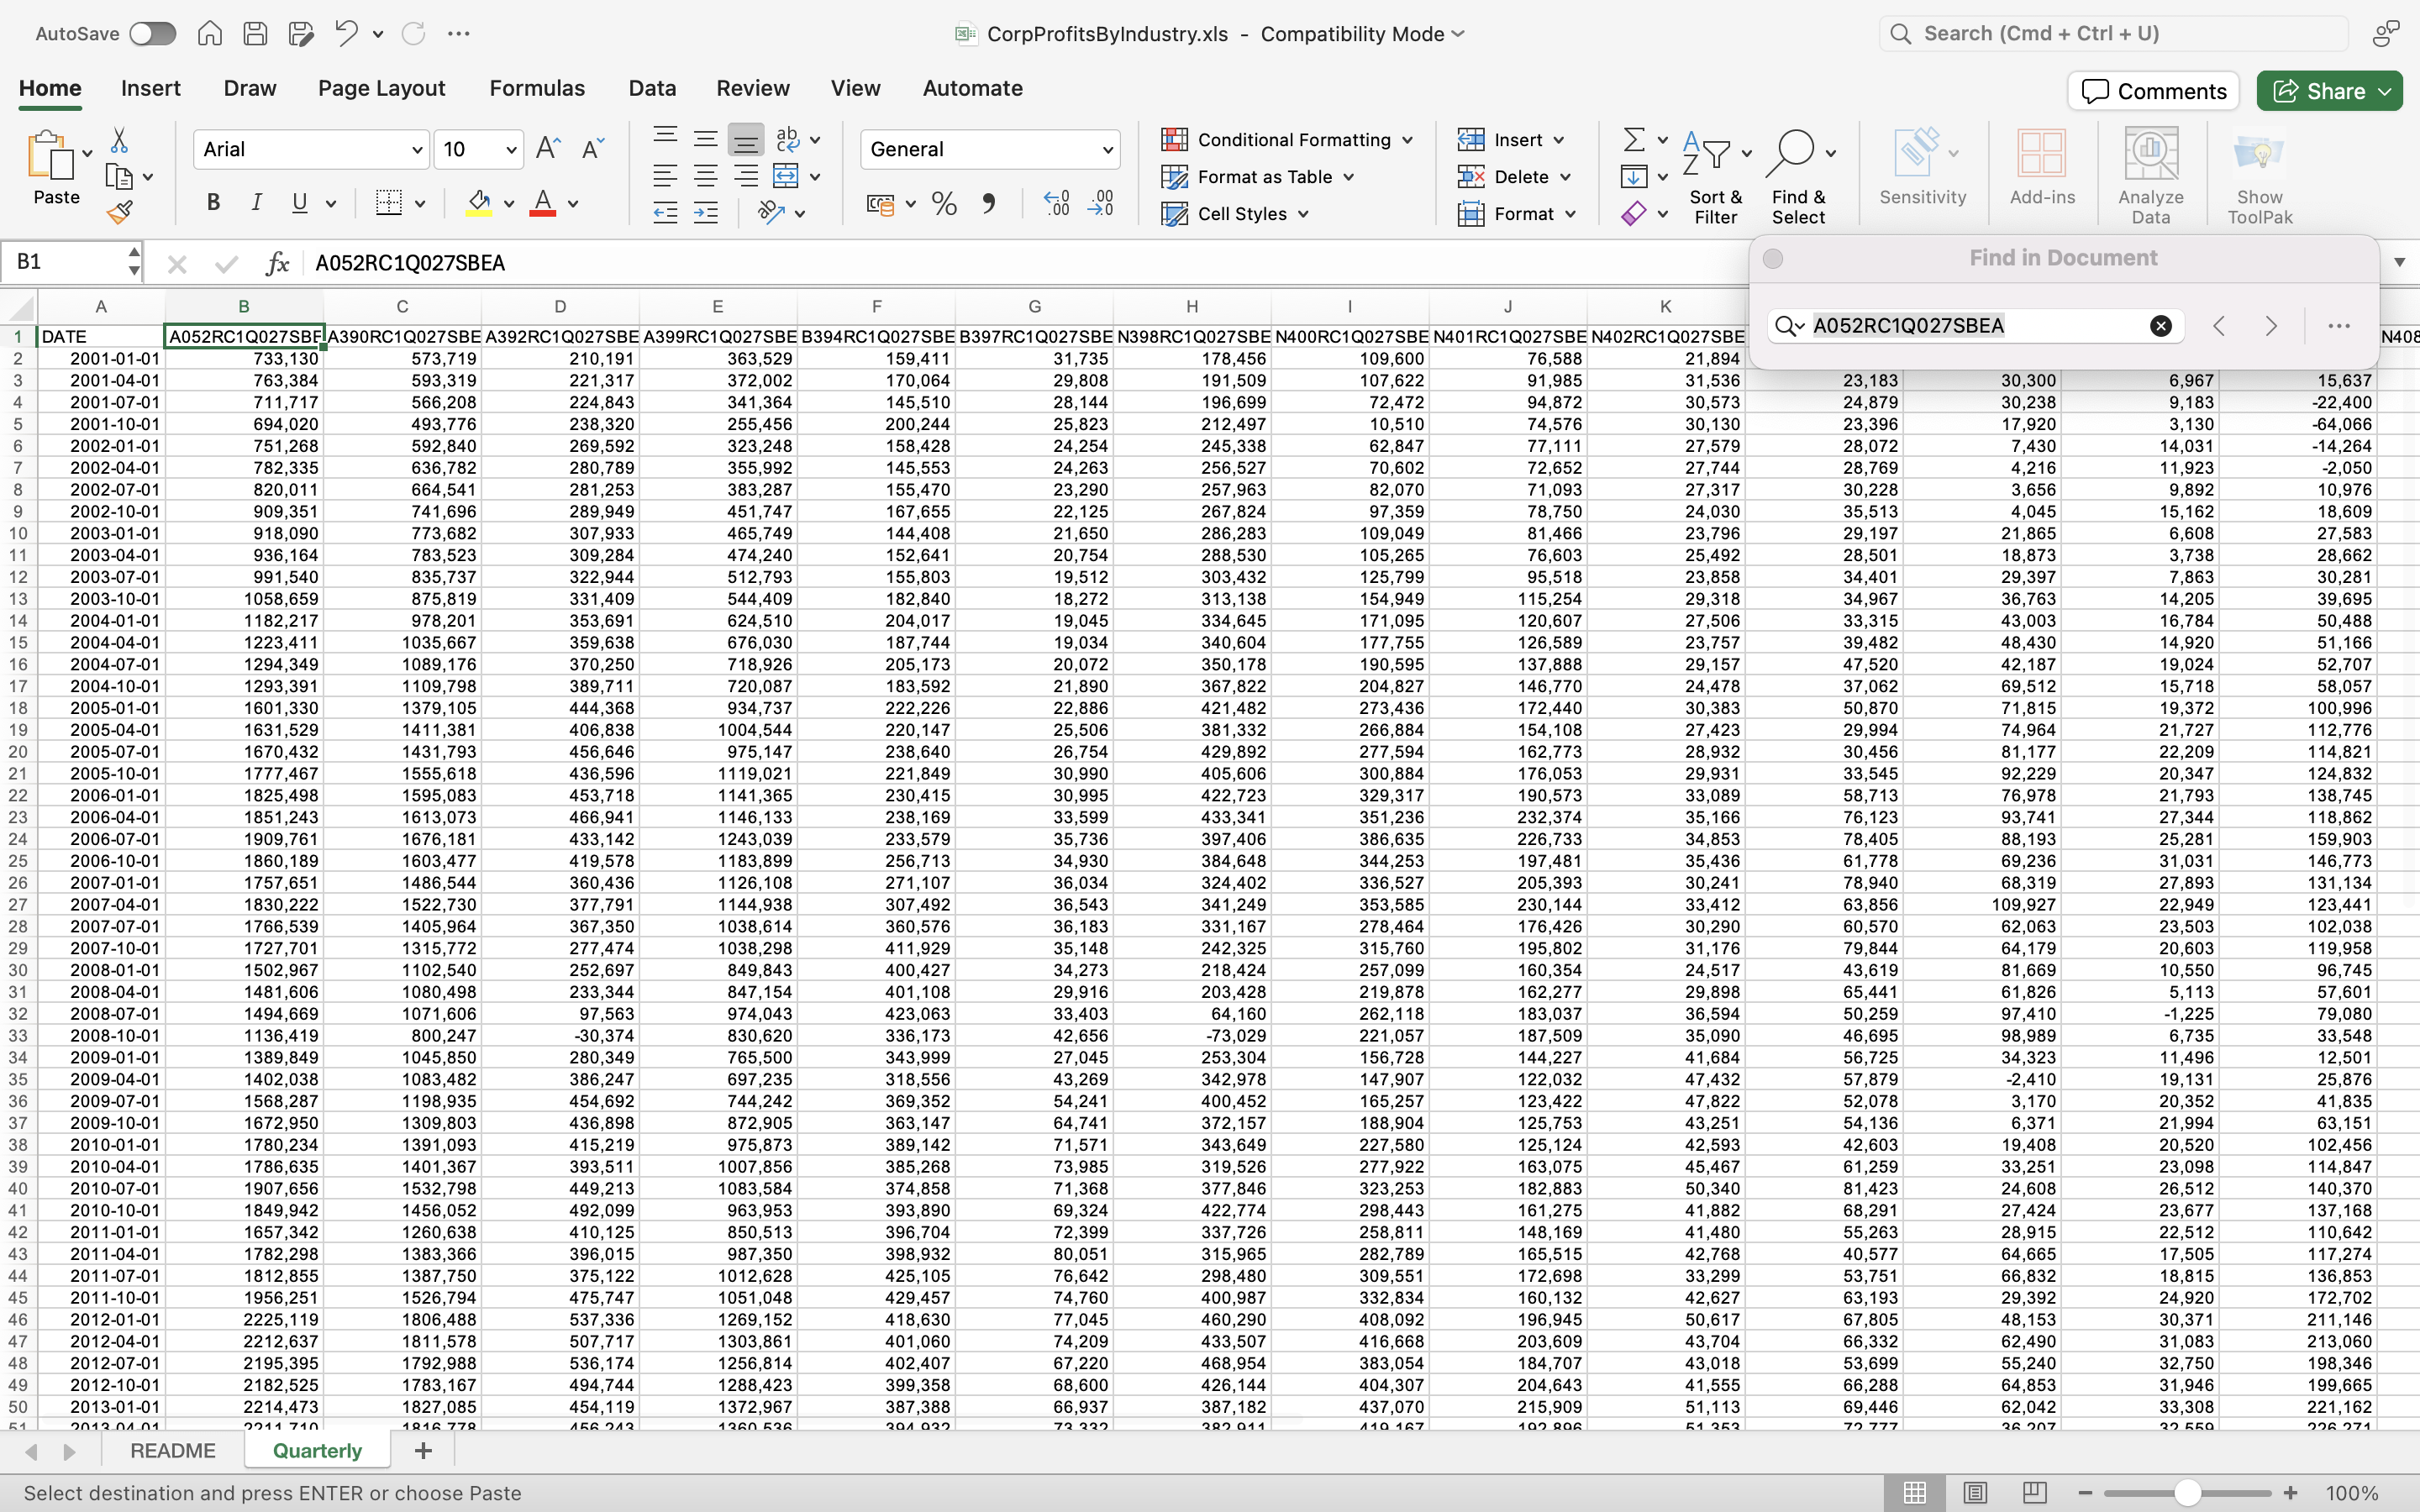 AutoSave CorpProfitsByIndustry.xls - Compatibility Mode Search (Cmd + Ctrl + U)
Home Insert Draw Page Layout Formulas Data Review View Automate Comments Share
Paste Arial 10 General Conditional Formatting Format as Table Cell Styles Insert Delete Format Sort & Filter Find & Select Sensitivity Add-ins Analyze Data Show ToolPak
B1 fx A052RC1Q027SBEA
Find in Document
A052RC1Q027SBEA
A B C D E F G H I J K
1 DATE A052RC1Q027SBE A390RC1Q027SBE A392RC1Q027SBE A399RC1Q027SBE B394RC1Q027SBE B397RC1Q027SBE N398RC1Q027SBE N400RC1Q027SBE N401RC1Q027SBE N402RC1Q027SBE N408
2 2001-01-01 733,130 573,719 210,191 363,529 159,411 31,735 178,456 109,600 76,588 21,894
3 2001-04-01 763,384 593,319 221,317 372,002 170,064 29,808 191,509 107,622 91,985 31,536 23,183 30,300 6,967 15,637
4 2001-07-01 711,717 566,208 224,843 341,364 145,510 28,144 196,699 72,472 94,872 30,573 24,879 30,238 9,183 -22,400
5 2001-10-01 694,020 493,776 238,320 255,456 200,244 25,823 212,497 10,510 74,576 30,130 23,396 17,920 3,130 -64,066
6 2002-01-01 751,268 592,840 269,592 323,248 158,428 24,254 245,338 62,847 77,111 27,579 28,072 7,430 14,031 -14,264
7 2002-04-01 782,335 636,782 280,789 355,992 145,553 24,263 256,527 70,602 72,652 27,744 28,769 4,216 11,923 -2,050
8 2002-07-01 820,011 664,541 281,253 383,287 155,470 23,290 257,963 82,070 71,093 27,317 30,228 3,656 9,892 10,976
9 2002-10-01 909,351 741,696 289,949 451,747 167,655 22,125 267,824 97,359 78,750 24,030 35,513 4,045 15,162 18,609
10 2003-01-01 918,090 773,682 307,933 465,749 144,408 21,650 286,283 109,049 81,466 23,796 29,197 21,865 6,608 27,583
11 2003-04-01 936,164 783,523 309,284 474,240 152,641 20,754 288,530 105,265 76,603 25,492 28,501 18,873 3,738 28,662
12 2003-07-01 991,540 835,737 322,944 512,793 155,803 19,512 303,432 125,799 95,518 23,858 34,401 29,397 7,863 30,281
13 2003-10-01 1058,659 875,819 331,409 544,409 182,840 18,272 313,138 154,949 115,254 29,318 34,967 36,763 14,205 39,695
14 2004-01-01 1182,217 978,201 353,691 624,510 204,017 19,045 334,645 171,095 120,607 27,506 33,315 43,003 16,784 50,488
15 2004-04-01 1223,411 1035,667 359,638 676,030 187,744 19,034 340,604 177,755 126,589 23,757 39,482 48,430 14,920 51,166
16 2004-07-01 1294,349 1089,176 370,250 718,926 205,173 20,072 350,178 190,595 137,888 29,157 47,520 42,187 19,024 52,707
17 2004-10-01 1293,391 1109,798 389,711 720,087 183,592 21,890 367,822 204,827 146,770 24,478 37,062 69,512 15,718 58,057
18 2005-01-01 1601,330 1379,105 444,368 934,737 222,226 22,886 421,482 273,436 172,440 30,383 50,870 71,815 19,372 100,996
19 2005-04-01 1631,529 1411,381 406,838 1004,544 220,147 25,506 381,332 266,884 154,108 27,423 29,994 74,964 21,727 112,776
20 2005-07-01 1670,432 1431,793 456,646 975,147 238,640 26,754 429,892 277,594 162,773 28,932 30,456 81,177 22,209 114,821
21 2005-10-01 1777,467 1555,618 436,596 1119,021 221,849 30,990 405,606 300,884 176,053 29,931 33,545 92,229 20,347 124,832
22 2006-01-01 1825,498 1595,083 453,718 1141,365 230,415 30,995 422,723 329,317 190,573 33,089 58,713 76,978 21,793 138,745
23 2006-04-01 1851,243 1613,073 466,941 1146,133 238,169 33,599 433,341 351,236 232,374 35,166 76,123 93,741 27,344 118,862
24 2006-07-01 1909,761 1676,181 433,142 1243,039 233,579 35,736 397,406 386,635 226,733 34,853 78,405 88,193 25,281 159,903
25 2006-10-01 1860,189 1603,477 419,578 1183,899 256,713 34,930 384,648 344,253 197,481 35,436 61,778 69,236 31,031 146,773
26 2007-01-01 1757,651 1486,544 360,436 1126,108 271,107 36,034 324,402 336,527 205,393 30,241 78,940 68,319 27,893 131,134
27 2007-04-01 1830,222 1522,730 377,791 1144,938 307,492 36,543 341,249 353,585 230,144 33,412 63,856 109,927 22,949 123,441
28 2007-07-01 1766,539 1405,964 367,350 1038,614 360,576 36,183 331,167 278,464 176,426 30,290 60,570 62,063 23,503 102,038
29 2007-10-01 1727,701 1315,772 277,474 1038,298 411,929 35,148 242,325 315,760 195,802 31,176 79,844 64,179 20,603 119,958
30 2008-01-01 1502,967 1102,540 252,697 849,843 400,427 34,273 218,424 257,099 160,354 24,517 43,619 81,669 10,550 96,745
31 2008-04-01 1481,606 1080,498 233,344 847,154 401,108 29,916 203,428 219,878 162,277 29,898 65,441 61,826 5,113 57,601
32 2008-07-01 1494,669 1071,606 97,563 974,043 423,063 33,403 64,160 262,118 183,037 36,594 50,259 97,410 -1,225 79,080
33 2008-10-01 1136,419 800,247 -30,374 830,620 336,173 42,656 -73,029 221,057 187,509 35,090 46,695 98,989 6,735 33,548
34 2009-01-01 1389,849 1045,850 280,349 765,500 343,999 27,045 253,304 156,728 144,227 41,684 56,725 34,323 11,496 12,501
35 2009-04-01 1402,038 1083,482 386,247 697,235 318,556 43,269 342,978 147,907 122,032 47,432 57,879 -2,410 19,131 25,876
36 2009-07-01 1568,287 1198,935 454,692 744,242 369,352 54,241 400,452 165,257 123,422 47,822 52,078 3,170 20,352 41,835
37 2009-10-01 1672,950 1309,803 436,898 872,905 363,147 64,741 372,157 188,904 125,753 43,251 54,136 6,371 21,994 63,151
38 2010-01-01 1780,234 1391,093 415,219 975,873 389,142 71,571 343,649 227,580 125,124 42,593 42,603 19,408 20,520 102,456
39 2010-04-01 1786,635 1401,367 393,511 1007,856 385,268 73,985 319,526 277,922 163,075 45,467 61,259 33,251 23,098 114,847
40 2010-07-01 1907,656 1532,798 449,213 1083,584 374,858 71,368 377,846 323,253 182,883 50,340 81,423 24,608 26,512 140,370
41 2010-10-01 1849,942 1456,052 492,099 963,953 393,890 69,324 422,774 298,443 161,275 41,882 68,291 27,424 23,677 137,168
42 2011-01-01 1657,342 1260,638 410,125 850,513 396,704 72,399 337,726 258,811 148,169 41,480 55,263 28,915 22,512 110,642
43 2011-04-01 1782,298 1383,366 396,015 987,350 398,932 80,051 315,965 282,789 165,515 42,768 40,577 64,665 17,505 117,274
44 2011-07-01 1812,855 1387,750 375,122 1012,628 425,105 76,642 298,480 309,551 172,698 33,299 53,751 66,832 18,815 136,853
45 2011-10-01 1956,251 1526,794 475,747 1051,048 429,457 74,760 400,987 332,834 160,132 42,627 63,193 29,392 24,920 172,702
46 2012-01-01 2225,119 1806,488 537,336 1269,152 418,630 77,045 460,290 408,092 196,945 50,617 67,805 48,153 30,371 211,146
47 2012-04-01 2212,637 1811,578 507,717 1303,861 401,060 74,209 433,507 416,668 203,609 43,704 66,332 62,490 31,083 213,060
48 2012-07-01 2195,395 1792,988 536,174 1256,814 402,407 67,220 468,954 383,054 184,707 43,018 53,699 55,240 32,750 198,346
49 2012-10-01 2182,525 1783,167 494,744 1288,423 399,358 68,600 426,144 404,307 204,643 41,555 66,288 64,853 31,946 199,665
50 2013-01-01 2214,473 1827,085 454,119 1372,967 387,388 66,937 387,182 437,070 215,909 51,113 69,446 62,042 33,308 221,162
51 2013-04-01 2211,710 1816,778 456,243 1360,536 394,932 73,332 382,911 419,167 192,896 51,353 72,777 36,207 32,559 226,271
README Quarterly
Select destination and press ENTER or choose Paste 100%